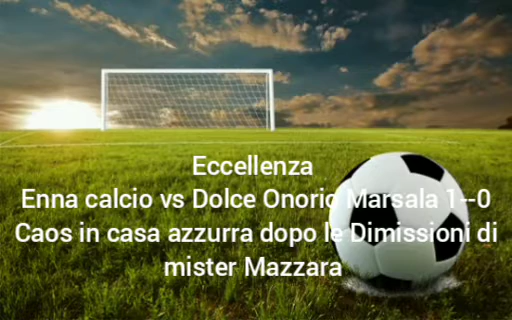 Eccellenza
Enna calcio vs Dolce Onorio Marsala 1--0
Caos in casa azzurra dopo le Dimissioni di
mister Mazzara